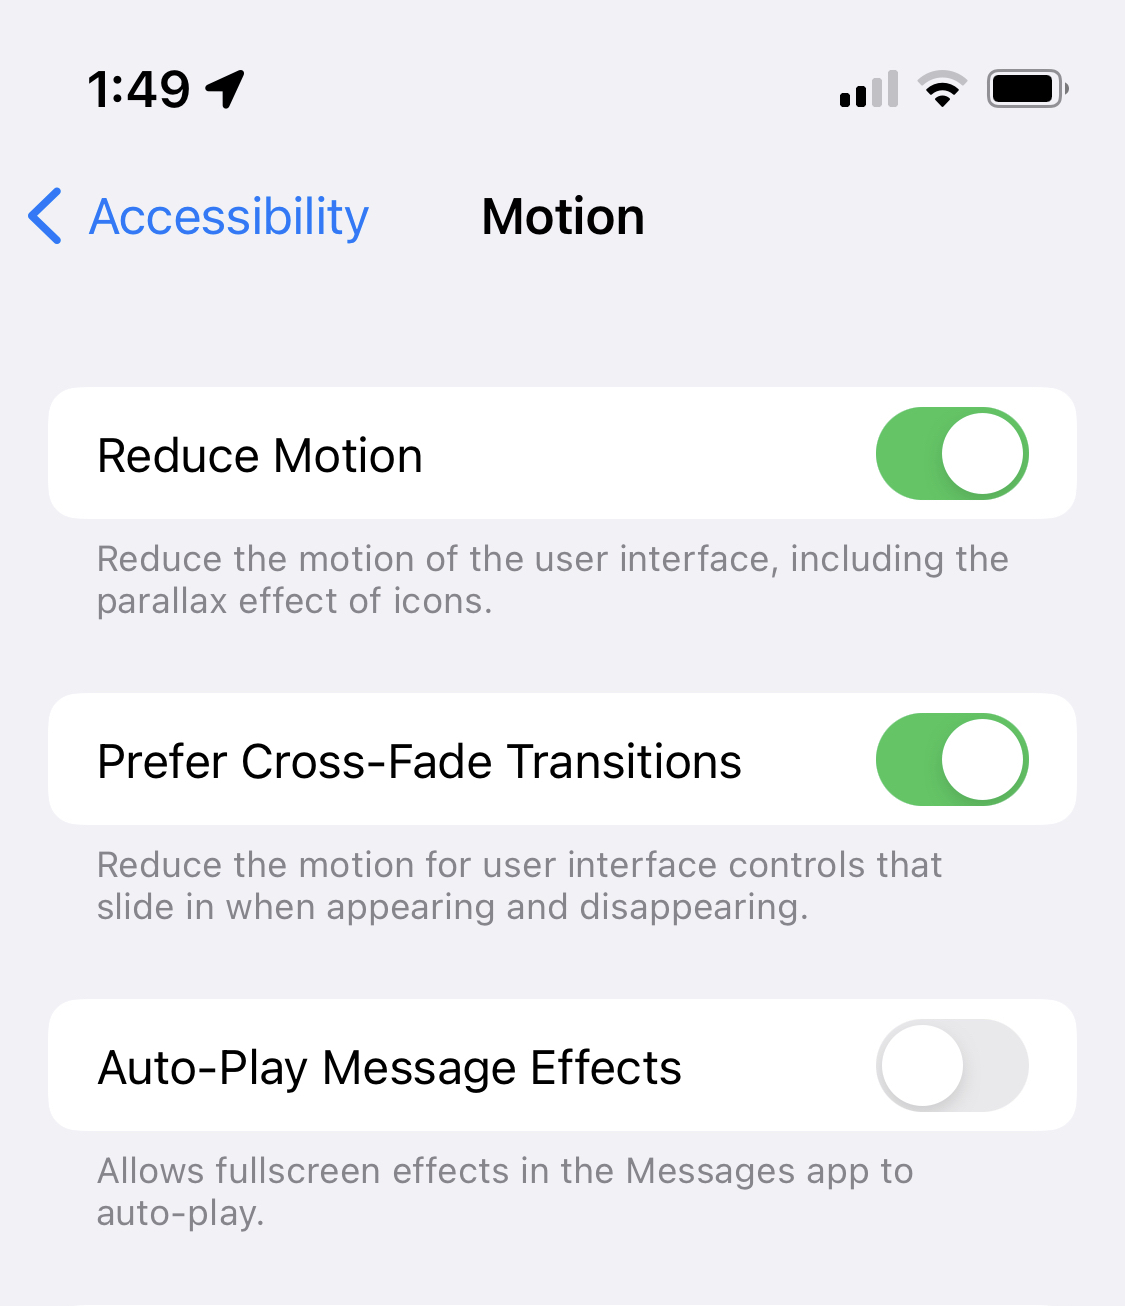 1:49
Accessibility
Motion
Reduce Motion
Reduce the motion of the user interface, including the
parallax effect of icons.
Prefer Cross-Fade Transitions
Reduce the motion for user interface controls that
slide in when appearing and disappearing.
Auto-Play Message Effects
Allows fullscreen effects in the Messages app to
auto-play.